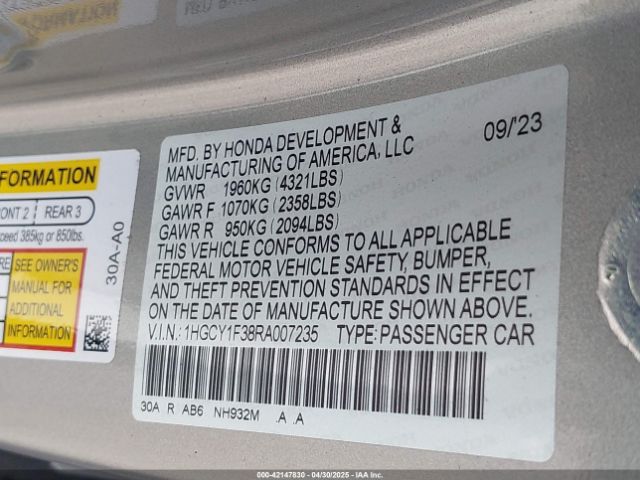 MFD. BY HONDA DEVELOPMENT & 09/'23
MANUFACTURING OF AMERICA, LLC
GVWR 1960KG (4321LBS)
GAWR F 1070KG (2358LBS)
GAWR R 950KG (2094LBS)
THIS VEHICLE CONFORMS TO ALL APPLICABLE
FEDERAL MOTOR VEHICLE SAFETY, BUMPER,
AND THEFT PREVENTION STANDARDS IN EFFECT
ON THE DATE OF MANUFACTURE SHOWN ABOVE.
V.I.N.: 1HGCY1F38RA007235 TYPE: PASSENGER CAR
30A R AB6 NH932M .A .A
FORMATION
ONT 2 REAR 3
ceed 385kg or 850lbs.
SEE OWNER'S
MANUAL FOR
ADDITIONAL
INFORMATION
30A-A0
000-42147830 - 04/30/2025 - IAAI.COM